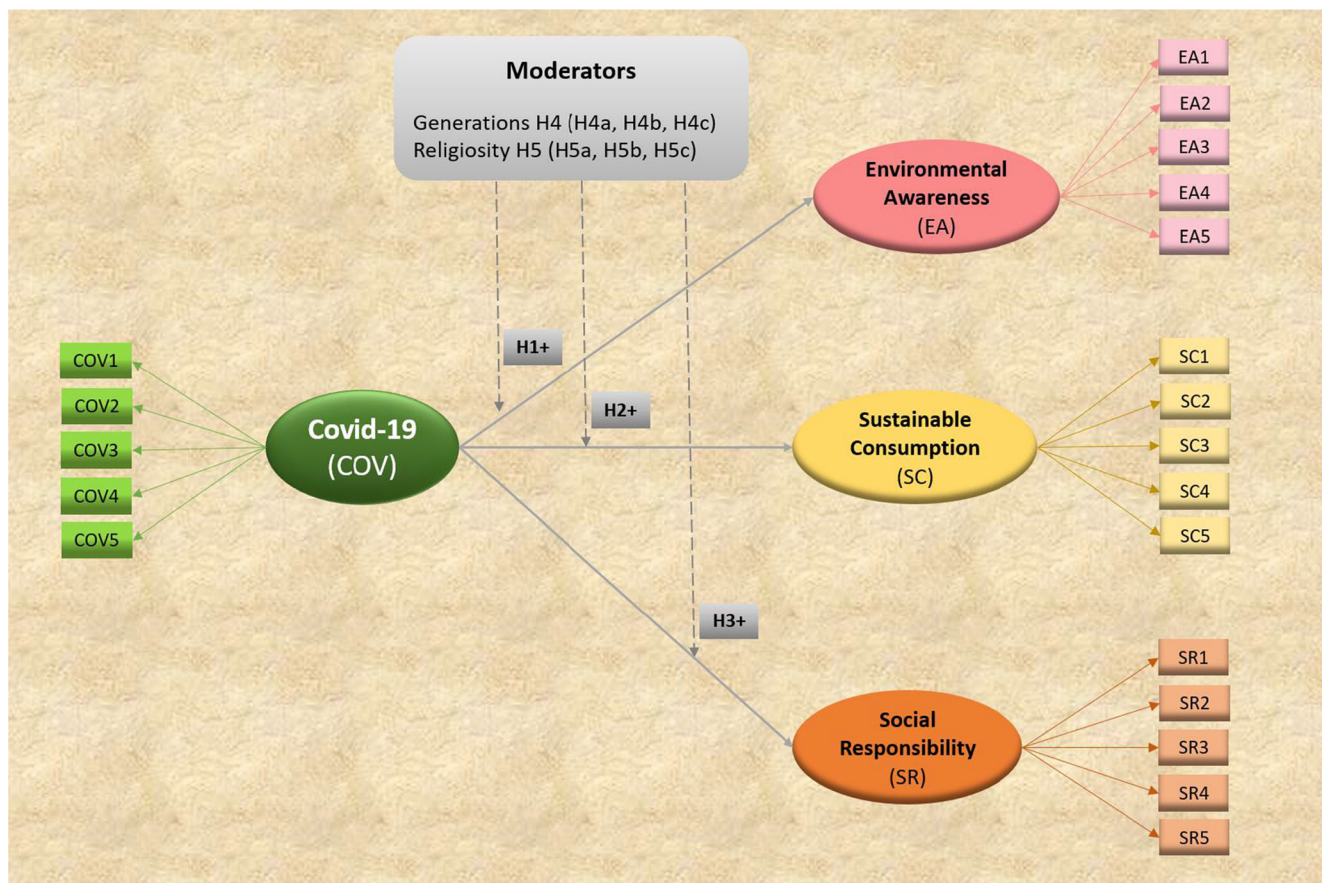 Moderators
Generations H4 (H4a, H4b, H4c)
Religiosity H5 (H5a, H5b, H5c)
EA1
EA2
EA3
EA4
EA5
Environmental
Awareness
(EA)
H1+
H2+
H3+
COV1
COV2
COV3
COV4
COV5
Covid-19
(COV)
Sustainable
Consumption
(SC)
SC1
SC2
SC3
SC4
SC5
Social
Responsibility
(SR)
SR1
SR2
SR3
SR4
SR5